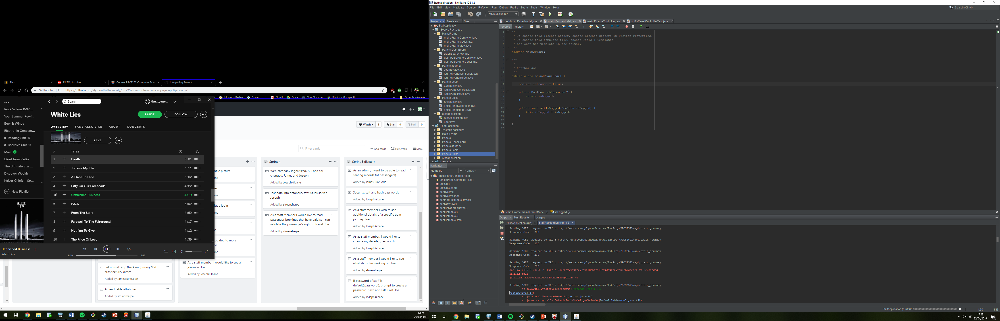 Plex
F1 TV | Archive
Course: PRCS252 Computer Scie
Integrating Project
GitHub, Inc. [US] | https://github.com/Plymouth-University/prcs252-computer-science-ip-group_l/projects/1
Movies - Radarr
Sonarr
Gmail
Drive
OverClock.net
Photos - Google Ph...
» Other bookmarks
Search
the_tower_
Rock 'n' Run 160-1...
Your Summer Rewi...
Beer & Wings
Electronic Concent...
Reading Shit '17
Boardies Shit '17
Main
Liked from Radio
The Ultimate Star ...
Discover Weekly
Kaiser Chiefs – So...
New Playlist
WHITE LIES
White Lies
PAUSE
FOLLOW
OVERVIEW FANS ALSO LIKE ABOUT CONCERTS
SAVE
# TITLE
1 Death 5:01
2 To Lose My Life 3:11
3 A Place To Hide 5:02
4 Fifty On Our Foreheads 4:22
Unfinished Business 4:19
6 E.S.T. 5:02
7 From The Stars 4:52
8 Farewell To The Fairground 4:17
9 Nothing To Give 4:12
10 The Price Of Love 4:39
Unfinished Business
White Lies
2:49 4:18
Watch 1 Star 0 Fork 0
Filter cards
Add cards Fullscreen Menu
ofile picture
ane
es
ane
que login
ne
e
pdated to more
e
ne
As a staff member I would like to see all
journeys, Joe
Added by JosephKilbane
Set up web app (back end) using MVC
architecture.-James
Added by JamesHuntCode
Amend table attributes
Added by struansharpe
3 Sprint 4
Web company logos fixed. API and sql
changed, James and Joseph
Added by JosephKilbane
Test data into database. few issues solved
Joseph
Added by struansharpe
As a staff member I would like to read
passenger bookings that have paid so I can
validate the passenger's right to travel. Joe
Added by struansharpe
9 Sprint 5 (Easter)
As an admin, I want to be able to read
seating records (of passengers).
Added by JamesHuntCode
Security, salt and hash passwords
Added by JosephKilbane
As a staff member I wish to see
additional details of a specific train
journey. Joe
Added by JosephKilbane
As as staff member, I would like to
change my details. (password)
Added by JosephKilbane
As a staff member I would like to see
what shifts I'm working on. Joe
Added by struansharpe
If password of staff is
default('password'), prompt to create a
password, hash and salt. Post. Joe
Added by JosephKilbane
17:39
25/04/2019
StaffApplication - NetBeans IDE 8.2
File Edit View Navigate Source Refactor Run Debug Profile Team Tools Window Help
Search (Ctrl+I)
<default config>
Projects Services Files
StaffApplication
Source Packages
MainJFrame
mainJFrameController.java
mainJFrameModel.java
mainJFrameView.java
Panels.DashBoard
DashBoardView.java
dashboardPanelController.java
dashboardPanelModel.java
Panels.Journey
JourneyView.java
journeyPanelController.java
journeyPanelModel.java
Panels.Login
LoginView.java
loginPanelController.java
loginPanelModel.java
Panels.Shifts
ShiftsView.java
shiftsPanelController.java
shiftsPanelModel.java
staffapplication
StaffApplication.java
user.java
Test Packages
<default package>
MainJFrame
Panels
Panels.DashBoard
Panels.Journey
Panels.Login
Panels.Shifts
staffapplication
Libraries
Navigator
Members <empty>
shiftsPanelControllerTest
shiftsPanelControllerTest()
setUp()
setUpClass()
tearDown()
tearDownClass()
testAddShiftTableRows()
testGetView()
testSetComboBoxes()
testSetTable()
testSetTable2()
testSetTableData()
dashboardPanelModel.java mainJFrameModel.java mainJFrameController.java shiftsPanelControllerTest.java
Source History
1 /*
2 * To change this license header, choose License Headers in Project Properties.
3 * To change this template file, choose Tools | Templates
4 * and open the template in the editor.
5 */
6 package MainJFrame;
7
8 /**
9 *
10 * @author Joe
11 */
12 public class mainJFrameModel {
13
14 Boolean isLogged = false;
15
16 public Boolean getIsLogged() {
17 return isLogged;
18 }
19
20 public void setIsLogged(Boolean isLogged) {
21 this.isLogged = isLogged;
22 }
23
24 }
25
MainJFrame.mainJFrameModel isLogged
Output Test Results Usages
StaffApplication (run) StaffApplication (run) #2
Sending 'GET' request to URL : http://web.socem.plymouth.ac.uk/IntProj/PRCS252L/api/train_journey
Response Code : 200
Sending 'GET' request to URL : http://web.socem.plymouth.ac.uk/IntProj/PRCS252L/api/train_journey
Response Code : 200
Sending 'GET' request to URL : http://web.socem.plymouth.ac.uk/IntProj/PRCS252L/api/train_journey
Response Code : 200
Sending 'GET' request to URL : http://web.socem.plymouth.ac.uk/IntProj/PRCS252L/api/train_journey
Response Code : 200
Apr 25, 2019 5:20:50 PM Panels.Journey.journeyPanelController$JourneyTableListener valueChanged
SEVERE: null
java.lang.ArrayIndexOutOfBoundsException: -1
Sending 'GET' request to URL : http://web.socem.plymouth.ac.uk/IntProj/PRCS252L/api/train_journey
at java.util.Vector.elementData(Response Code : 200
Vector.java:737)
at java.util.Vector.elementAt(Vector.java:480)
at javax.swing.table.DefaultTableModel.getValueAt(DefaultTableModel.java:648)
StaffApplication (run) #2
14:30 INS
17:39
25/04/2019
2